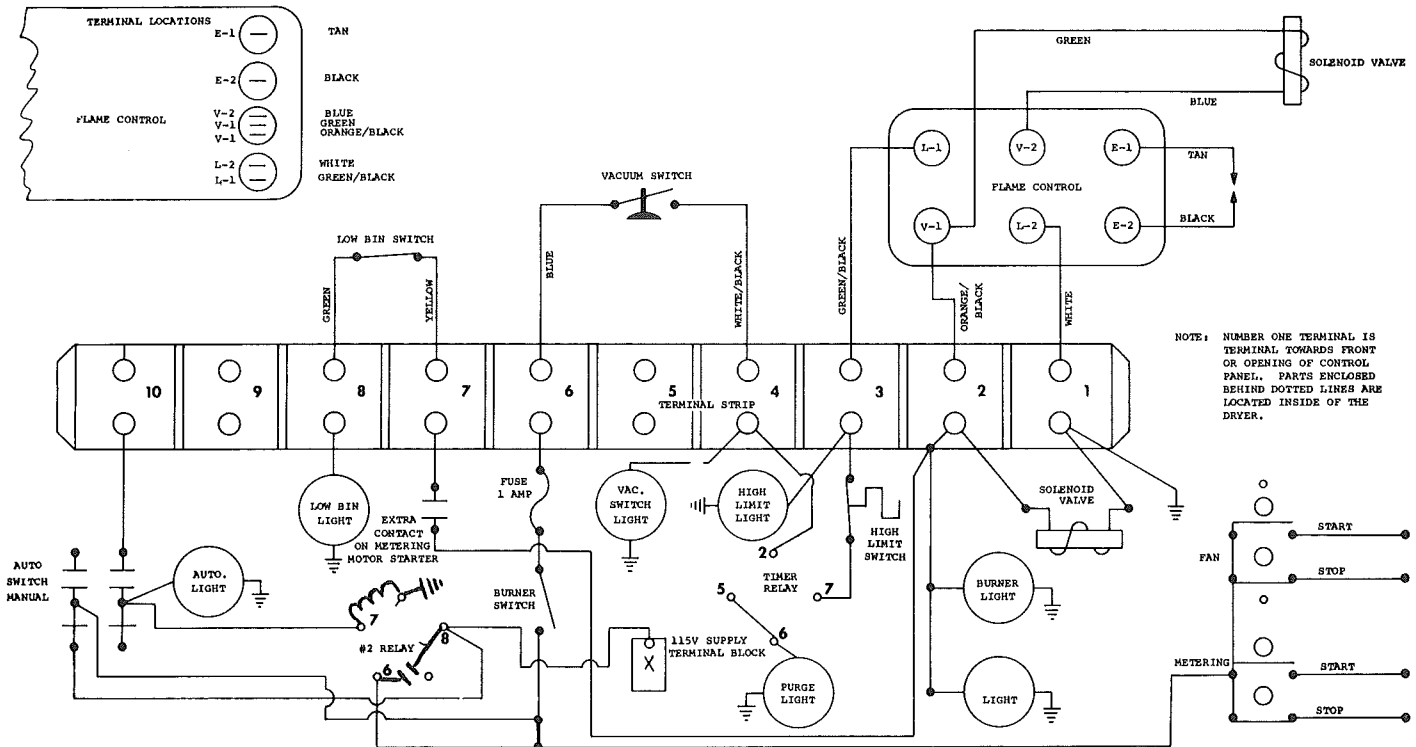 TERMINAL LOCATIONS
E-1
TAN
E-2
BLACK
FLAME CONTROL
V-2
BLUE
V-1
GREEN
V-1
ORANGE/BLACK
L-2
WHITE
L-1
GREEN/BLACK
GREEN
SOLENOID VALVE
BLUE
L-1
V-2
E-1
TAN
FLAME CONTROL
V-1
L-2
E-2
BLACK
VACUUM SWITCH
LOW BIN SWITCH
GREEN
YELLOW
BLUE
WHITE/BLACK
GREEN/BLACK
ORANGE/
BLACK
WHITE
NOTE: NUMBER ONE TERMINAL IS
TERMINAL TOWARDS FRONT
OR OPENING OF CONTROL
PANEL. PARTS ENCLOSED
BEHIND DOTTED LINES ARE
LOCATED INSIDE OF THE
DRYER.
10
9
8
7
6
5
4
3
2
1
TERMINAL STRIP
LOW BIN
LIGHT
EXTRA
CONTACT
ON METERING
MOTOR STARTER
FUSE
1 AMP
VAC.
SWITCH
LIGHT
HIGH
LIMIT
LIGHT
HIGH
LIMIT
SWITCH
SOLENOID
VALVE
AUTO
SWITCH
MANUAL
AUTO.
LIGHT
BURNER
SWITCH
2
TIMER
RELAY
7
5
6
7
#2 RELAY
8
6
115V SUPPLY
TERMINAL BLOCK
X
PURGE
LIGHT
BURNER
LIGHT
LIGHT
FAN
START
STOP
METERING
START
STOP